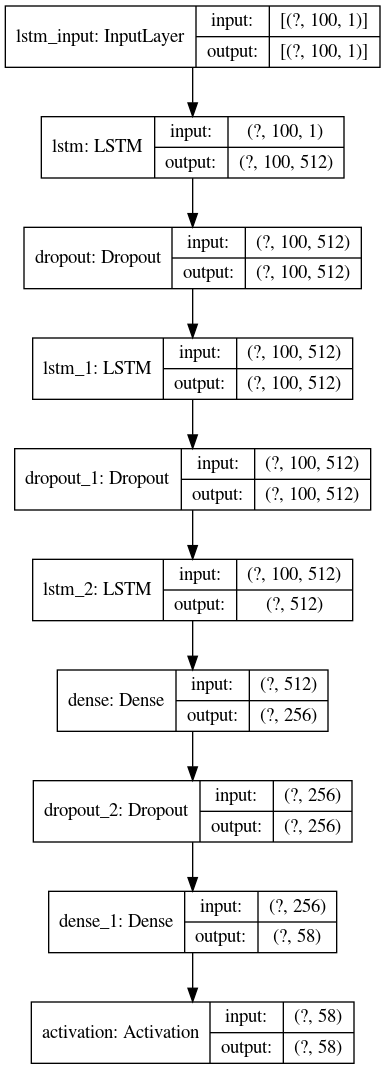 lstm_input: InputLayer
input: [(?, 100, 1)]
output: [(?, 100, 1)]
lstm: LSTM
input: (?, 100, 1)
output: (?, 100, 512)
dropout: Dropout
input: (?, 100, 512)
output: (?, 100, 512)
lstm_1: LSTM
input: (?, 100, 512)
output: (?, 100, 512)
dropout_1: Dropout
input: (?, 100, 512)
output: (?, 100, 512)
lstm_2: LSTM
input: (?, 100, 512)
output: (?, 512)
dense: Dense
input: (?, 512)
output: (?, 256)
dropout_2: Dropout
input: (?, 256)
output: (?, 256)
dense_1: Dense
input: (?, 256)
output: (?, 58)
activation: Activation
input: (?, 58)
output: (?, 58)